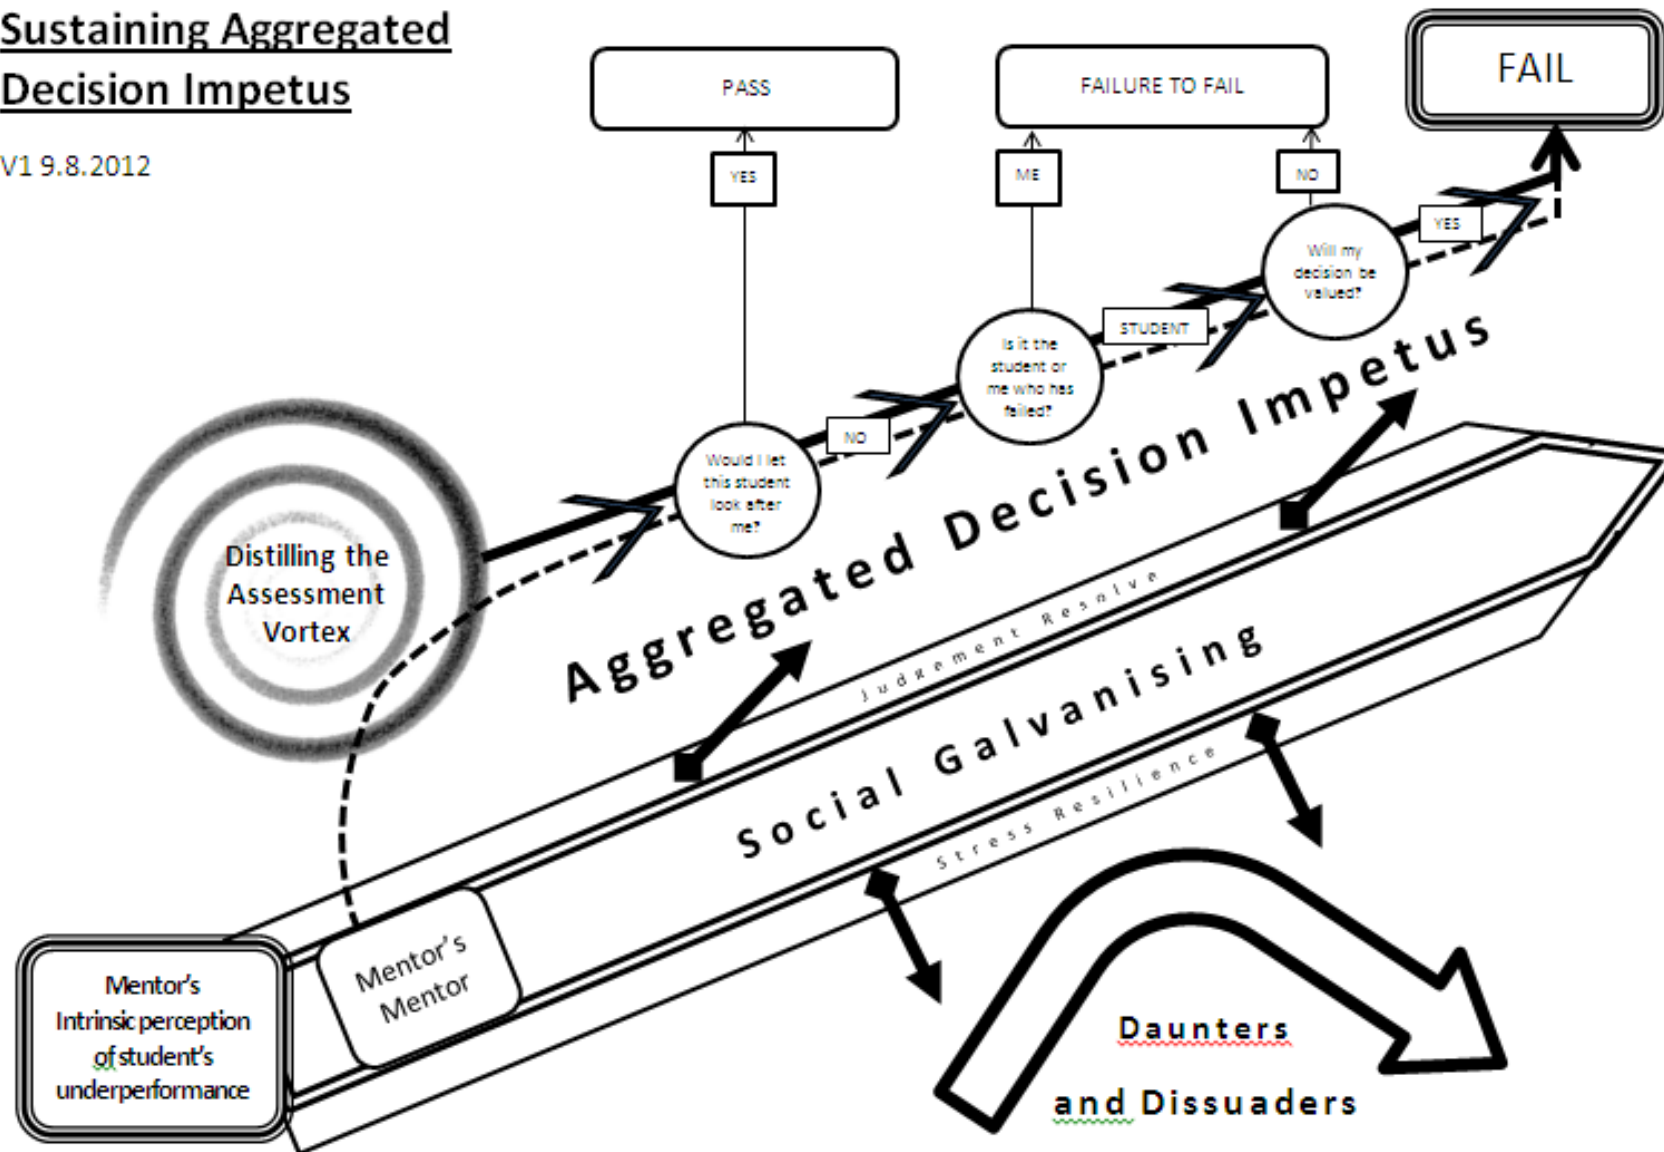 Sustaining Aggregated
Decision Impetus
V1 9.8.2012
PASS
FAILURE TO FAIL
FAIL
YES
ME
NO
YES
Will my
decision be
valued?
STUDENT
Is it the
student or
me who has
failed?
NO
Would I let
this student
look after
me?
Distilling the
Assessment
Vortex
Aggregated Decision Impetus
Judgement Resolve
Social Galvanising
Stress Resilience
Mentor's
Mentor
Mentor's
Intrinsic perception
of student's
underperformance
Daunters
and Dissuaders